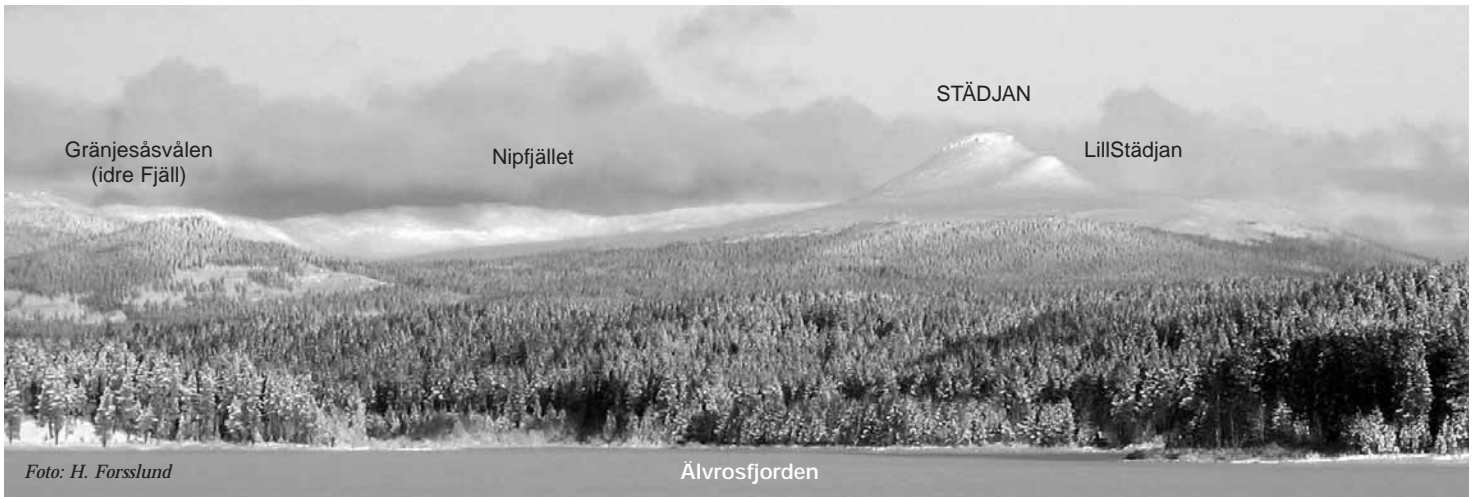 STÄDJAN
Gränjesåsvålen
(idre Fjäll)
Nipfjället
LillStädjan
Foto: H. Forsslund
Älvrosfjorden